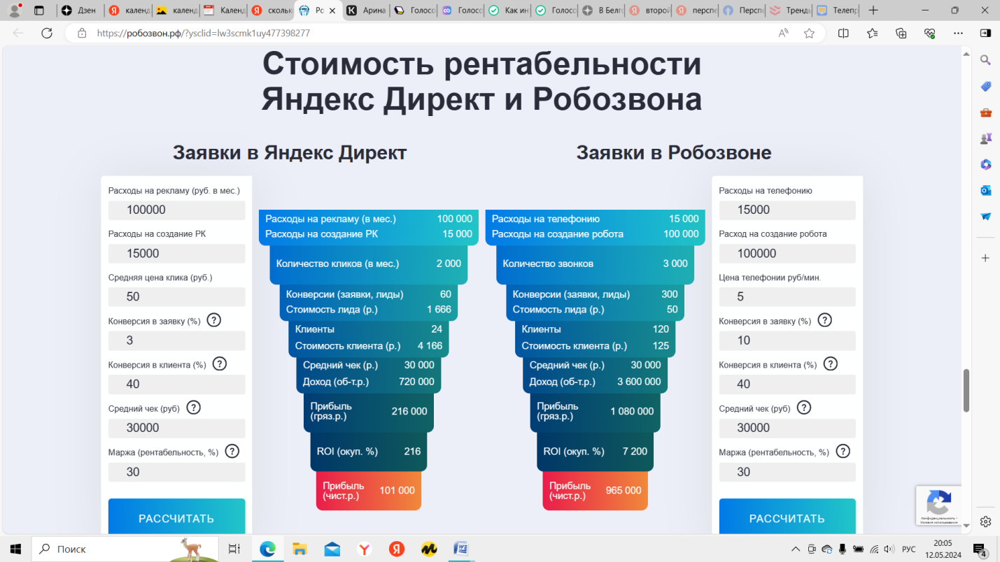 Дзен
календ
календ
Календ
скольк
Ро
Арина
Голосо
Голосо
Как ин
Голосо
В Белг
второй
перспе
Перспе
Тренды
Телепр
https://робозвон.рф/?ysclid=lw3scmk1uy477398277
Стоимость рентабельности
Яндекс Директ и Робозвона
Заявки в Яндекс Директ
Расходы на рекламу (руб. в мес.)
100000
Расходы на создание РК
15000
Средняя цена клика (руб.)
50
Конверсия в заявку (%) ?
3
Конверсия в клиента (%) ?
40
Средний чек (руб) ?
30000
Маржа (рентабельность, %) ?
30
РАССЧИТАТЬ
Расходы на рекламу (в мес.) 100 000
Расходы на создание РК 15 000
Количество кликов (в мес.) 2 000
Конверсии (заявки, лиды) 60
Стоимость лида (р.) 1 666
Клиенты 24
Стоимость клиента (р.) 4 166
Средний чек (р.) 30 000
Доход (об-т.р.) 720 000
Прибыль
(гряз.р.) 216 000
ROI (окуп. %) 216
Прибыль
(чист.р.) 101 000
Заявки в Робозвоне
Расходы на телефонию 15 000
Расходы на создание робота 100 000
Количество звонков 3 000
Конверсии (заявки, лиды) 300
Стоимость лида (р.) 50
Клиенты 120
Стоимость клиента (р.) 125
Средний чек (р.) 30 000
Доход (об-т.р.) 3 600 000
Прибыль
(гряз.р.) 1 080 000
ROI (окуп. %) 7 200
Прибыль
(чист.р.) 965 000
Расходы на телефонию
15000
Расход на создание робота
100000
Цена телефонии руб/мин.
5
Конверсия в заявку (%) ?
10
Конверсия в клиента (%) ?
40
Средний чек (руб) ?
30000
Маржа (рентабельность, %) ?
30
РАССЧИТАТЬ
Конфиденциальность -
Условия использования
Поиск
РУС
20:05
12.05.2024
4